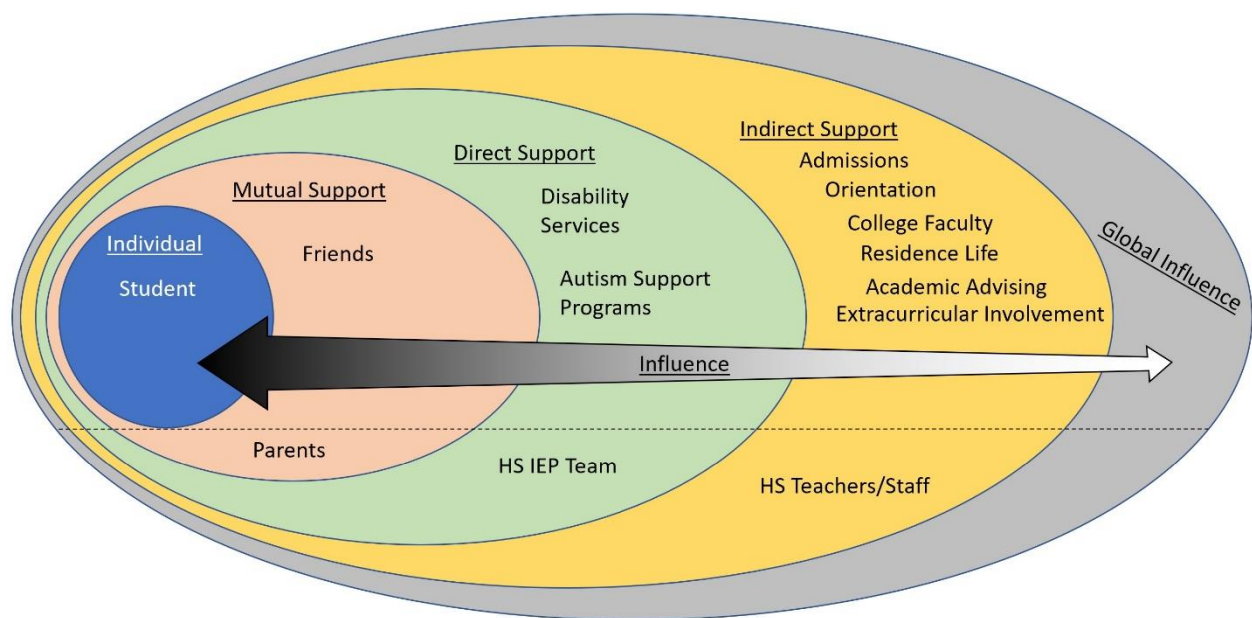 Individual
Student
Mutual Support
Friends
Parents
Direct Support
Disability
Services
Autism Support
Programs
HS IEP Team
Indirect Support
Admissions
Orientation
College Faculty
Residence Life
Academic Advising
Extracurricular Involvement
HS Teachers/Staff
Global Influence
Influence